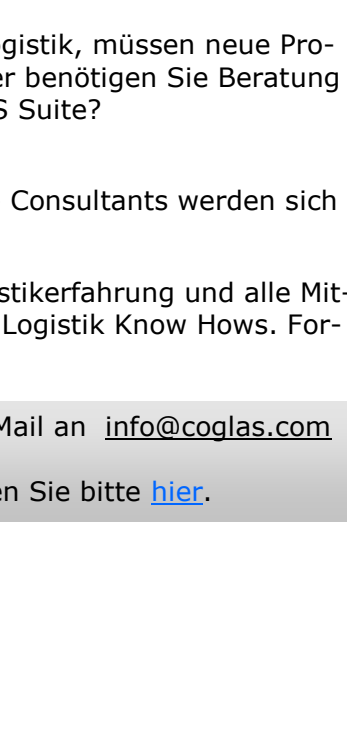 ogistik, müssen neue Pro-
er benötigen Sie Beratung
S Suite?
Consultants werden sich
stikerfahrung und alle Mit-
Logistik Know Hows. For-
Mail an info@coglas.com
en Sie bitte hier.